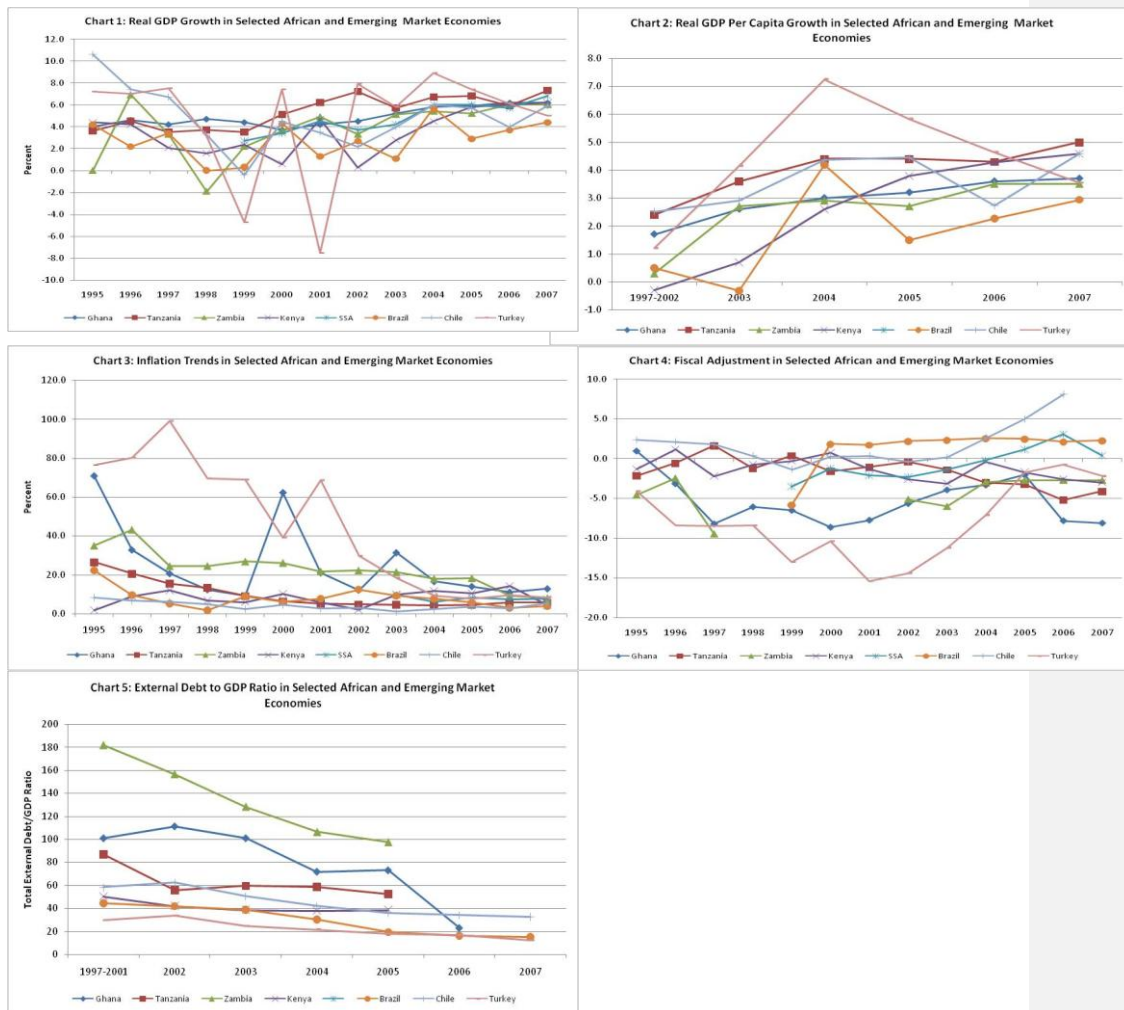 Chart 1: Real GDP Growth in Selected African and Emerging Market Economies
12.0
10.0
8.0
6.0
4.0
2.0
0.0
-2.0
-4.0
-6.0
-8.0
-10.0
Percent
1995 1996 1997 1998 1999 2000 2001 2002 2003 2004 2005 2006 2007
Ghana Tanzania Zambia Kenya SSA Brazil Chile Turkey
Chart 2: Real GDP Per Capita Growth in Selected African and Emerging Market
Economies
8.0
7.0
6.0
5.0
4.0
3.0
2.0
1.0
0.0
-1.0
1997-2002 2003 2004 2005 2006 2007
Ghana Tanzania Zambia Kenya Brazil Chile Turkey
Chart 3: Inflation Trends in Selected African and Emerging Market Economies
120.0
100.0
80.0
60.0
40.0
20.0
0.0
Percent
1995 1996 1997 1998 1999 2000 2001 2002 2003 2004 2005 2006 2007
Ghana Tanzania Zambia Kenya SSA Brazil Chile Turkey
Chart 4: Fiscal Adjustment in Selected African and Emerging Market Economies
10.0
5.0
0.0
-5.0
-10.0
-15.0
-20.0
1995 1996 1997 1998 1999 2000 2001 2002 2003 2004 2005 2006 2007
Ghana Tanzania Zambia Kenya SSA Brazil Chile Turkey
Chart 5: External Debt to GDP Ratio in Selected African and Emerging Market
Economies
200
180
160
140
120
100
80
60
40
20
0
Total External Debt/GDP Ratio
1997-2001 2002 2003 2004 2005 2006 2007
Ghana Tanzania Zambia Kenya Brazil Chile Turkey